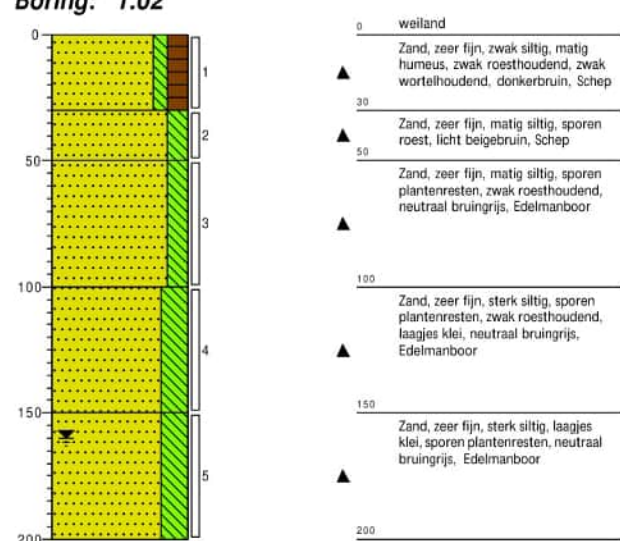 Boring: 1.02
0
50
100
150
200
1
2
3
4
5
0
weiland
Zand, zeer fijn, zwak siltig, matig
humeus, zwak roesthoudend, zwak
wortelhoudend, donkerbruin, Schep
30
Zand, zeer fijn, matig siltig, sporen
roest, licht beigebruin, Schep
50
Zand, zeer fijn, matig siltig, sporen
plantenresten, zwak roesthoudend,
neutraal bruingrijs, Edelmanboor
100
Zand, zeer fijn, sterk siltig, sporen
plantenresten, zwak roesthoudend,
laagjes klei, neutraal bruingrijs,
Edelmanboor
150
Zand, zeer fijn, sterk siltig, laagjes
klei, sporen plantenresten, neutraal
bruingrijs, Edelmanboor
200